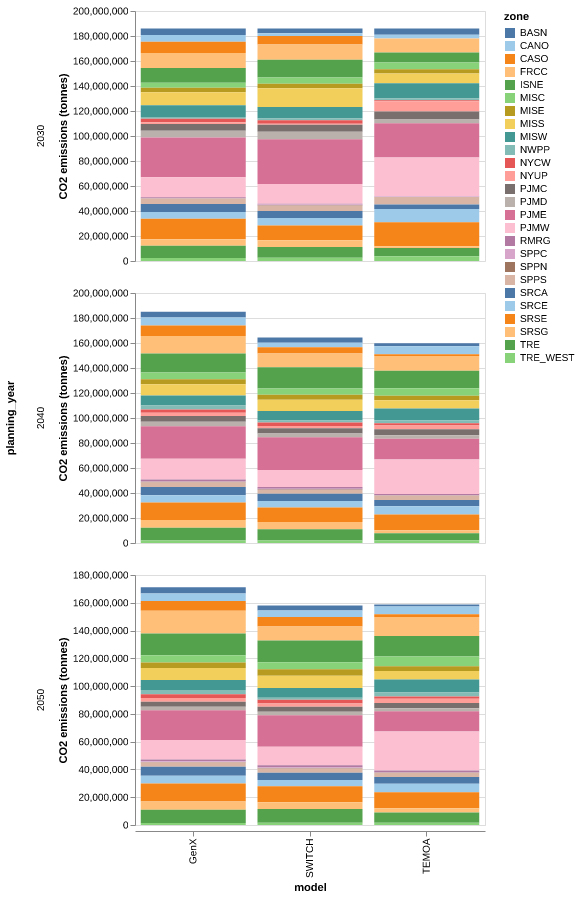 zone
BASN
CANO
CASO
FRCC
ISNE
MISC
MISE
MISS
MISW
NWPP
NYCW
NYUP
PJMC
PJMD
PJME
PJMW
RMRG
SPPC
SPPN
SPPS
SRCA
SRCE
SRSE
SRSG
TRE
TRE_WEST
planning_year
2030
CO2 emissions (tonnes)
200,000,000
180,000,000
160,000,000
140,000,000
120,000,000
100,000,000
80,000,000
60,000,000
40,000,000
20,000,000
0
2040
CO2 emissions (tonnes)
200,000,000
180,000,000
160,000,000
140,000,000
120,000,000
100,000,000
80,000,000
60,000,000
40,000,000
20,000,000
0
2050
CO2 emissions (tonnes)
180,000,000
160,000,000
140,000,000
120,000,000
100,000,000
80,000,000
60,000,000
40,000,000
20,000,000
0
GenX
SWITCH
TEMOA
model